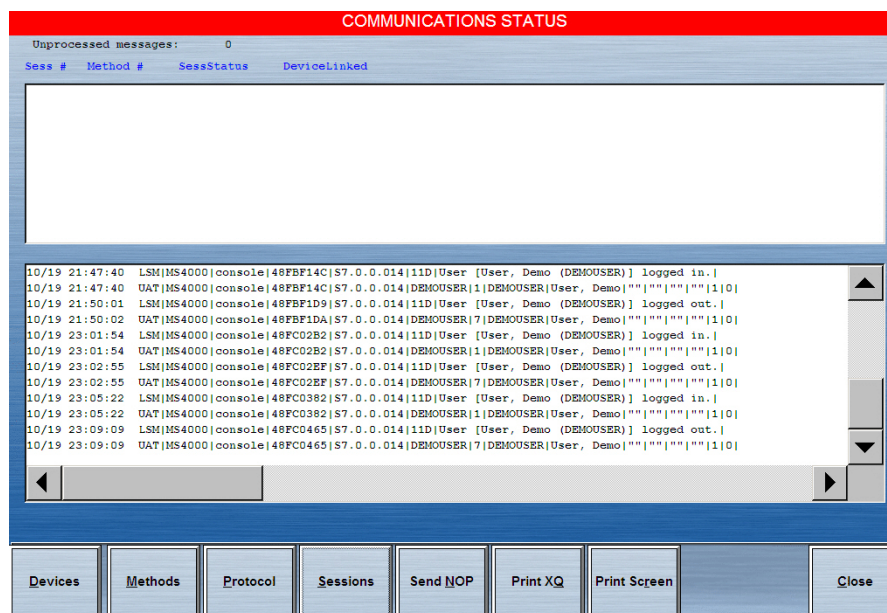 COMMUNICATIONS STATUS
Unprocessed messages: 0
Sess # Method # SessStatus DeviceLinked
10/19 21:47:40 LSM|MS4000|console|48FBF14C|S7.0.0.014|11D|User [User, Demo (DEMOUSER)] logged in.|
10/19 21:47:40 UAT|MS4000|console|48FBF14C|S7.0.0.014|DEMOUSER|1|DEMOUSER|User, Demo|""|""|""|""|1|0|
10/19 21:50:01 LSM|MS4000|console|48FBF1D9|S7.0.0.014|11D|User [User, Demo (DEMOUSER)] logged out.|
10/19 21:50:02 UAT|MS4000|console|48FBF1DA|S7.0.0.014|DEMOUSER|7|DEMOUSER|User, Demo|""|""|""|""|1|0|
10/19 23:01:54 LSM|MS4000|console|48FC02B2|S7.0.0.014|11D|User [User, Demo (DEMOUSER)] logged in.|
10/19 23:01:54 UAT|MS4000|console|48FC02B2|S7.0.0.014|DEMOUSER|1|DEMOUSER|User, Demo|""|""|""|""|1|0|
10/19 23:02:55 LSM|MS4000|console|48FC02EF|S7.0.0.014|11D|User [User, Demo (DEMOUSER)] logged out.|
10/19 23:02:55 UAT|MS4000|console|48FC02EF|S7.0.0.014|DEMOUSER|7|DEMOUSER|User, Demo|""|""|""|""|1|0|
10/19 23:05:22 LSM|MS4000|console|48FC0382|S7.0.0.014|11D|User [User, Demo (DEMOUSER)] logged in.|
10/19 23:05:22 UAT|MS4000|console|48FC0382|S7.0.0.014|DEMOUSER|1|DEMOUSER|User, Demo|""|""|""|""|1|0|
10/19 23:09:09 LSM|MS4000|console|48FC0465|S7.0.0.014|11D|User [User, Demo (DEMOUSER)] logged out.|
10/19 23:09:09 UAT|MS4000|console|48FC0465|S7.0.0.014|DEMOUSER|7|DEMOUSER|User, Demo|""|""|""|""|1|0|
Devices Methods Protocol Sessions Send NOP Print XQ Print Screen Close